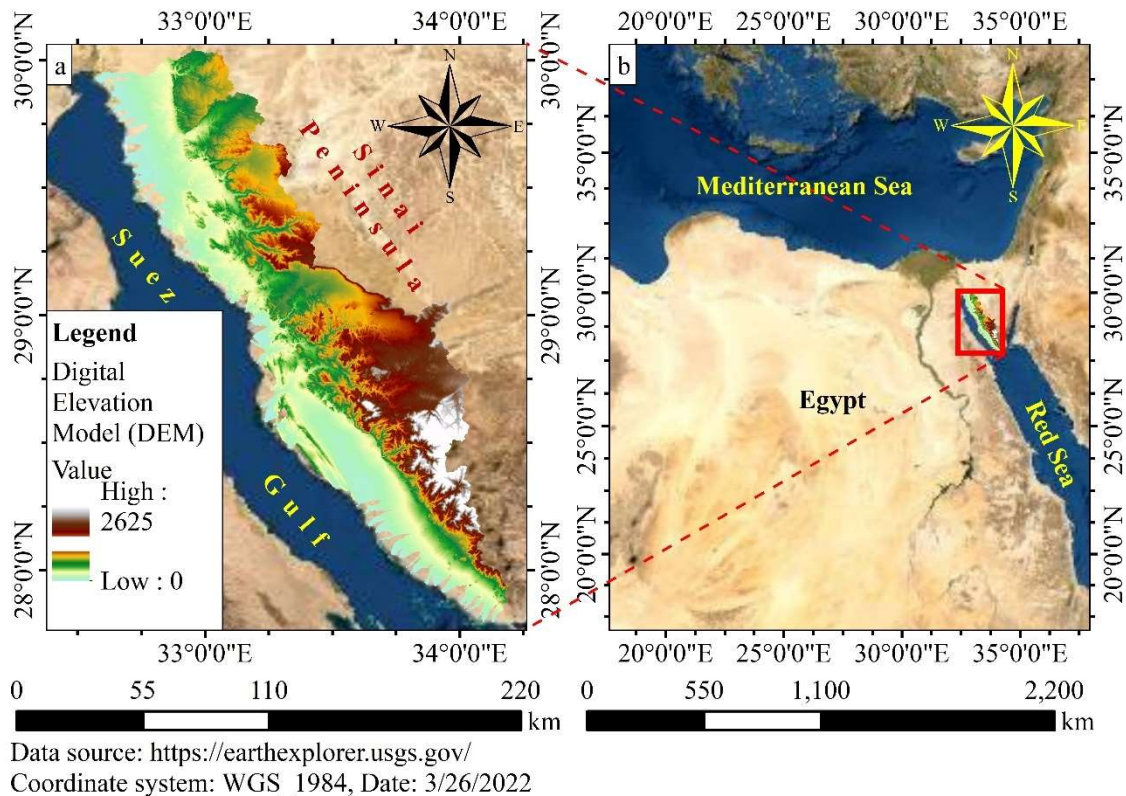 33°0'0"E
34°0'0"E
20°0'0"E
25°0'0"E
30°0'0"E
35°0'0"E
a
N
W
E
S
Sinai
Peninsula
Suez
Gulf
30°0'0"N
29°0'0"N
28°0'0"N
30°0'0"N
29°0'0"N
28°0'0"N
Legend
Digital
Elevation
Model (DEM)
Value
High :
2625
Low : 0
33°0'0"E
34°0'0"E
b
N
W
E
S
Mediterranean Sea
Egypt
Red Sea
35°0'0"N
30°0'0"N
25°0'0"N
20°0'0"N
35°0'0"N
30°0'0"N
25°0'0"N
20°0'0"N
20°0'0"E
25°0'0"E
30°0'0"E
35°0'0"E
0
55
110
220
km
0
550
1,100
2,200
km
Data source: https://earthexplorer.usgs.gov/
Coordinate system: WGS_1984, Date: 3/26/2022